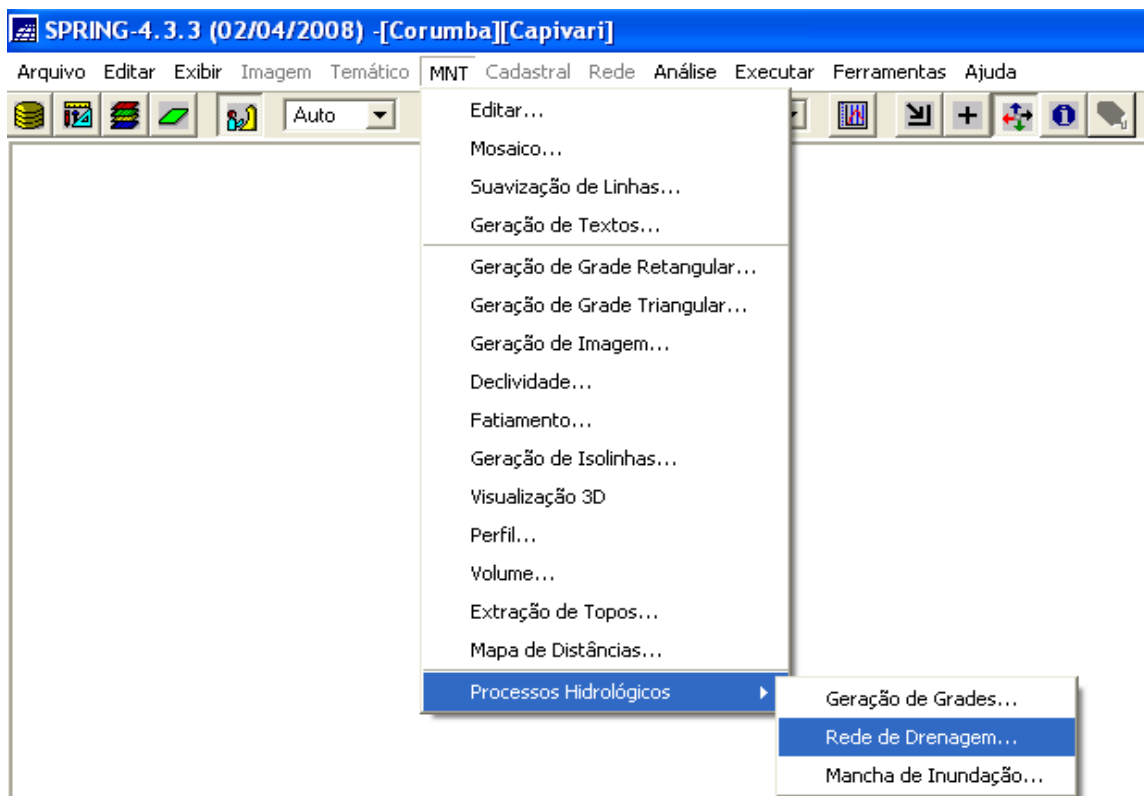 SPRING-4.3.3 (02/04/2008) -[Corumba][Capivari]
Arquivo Editar Exibir Imagem Temático MNT Cadastral Rede Análise Executar Ferramentas Ajuda
Auto
Editar...
Mosaico...
Suavização de Linhas...
Geração de Textos...
Geração de Grade Retangular...
Geração de Grade Triangular...
Geração de Imagem...
Declividade...
Fatiamento...
Geração de Isolinhas...
Visualização 3D
Perfil...
Volume...
Extração de Topos...
Mapa de Distâncias...
Processos Hidrológicos
Geração de Grades...
Rede de Drenagem...
Mancha de Inundação...